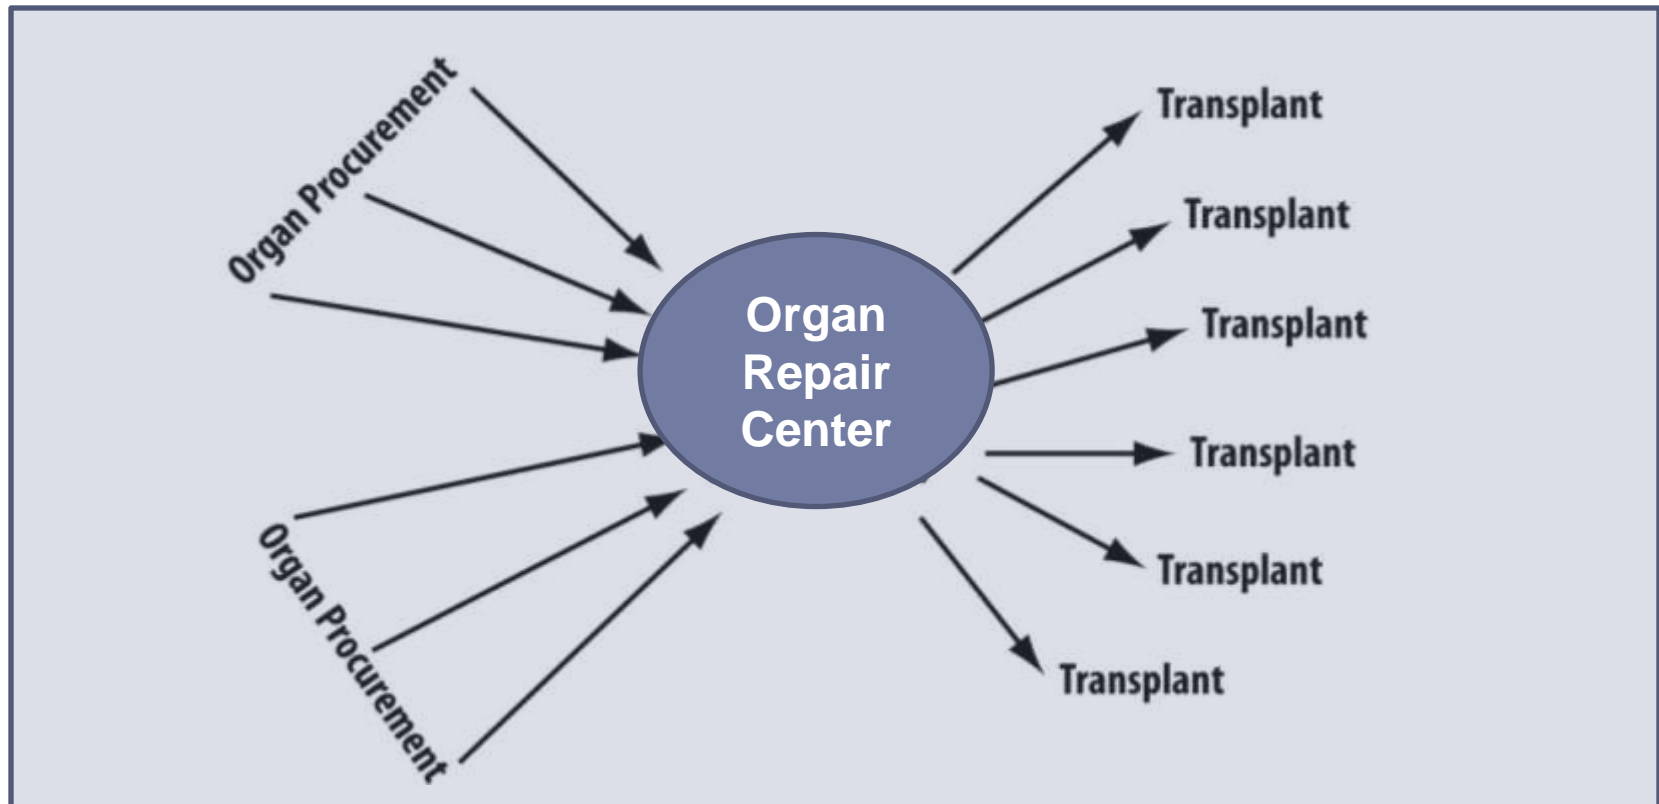 Organ Procurement
Organ Procurement
Organ
Repair
Center
Transplant
Transplant
Transplant
Transplant
Transplant
Transplant